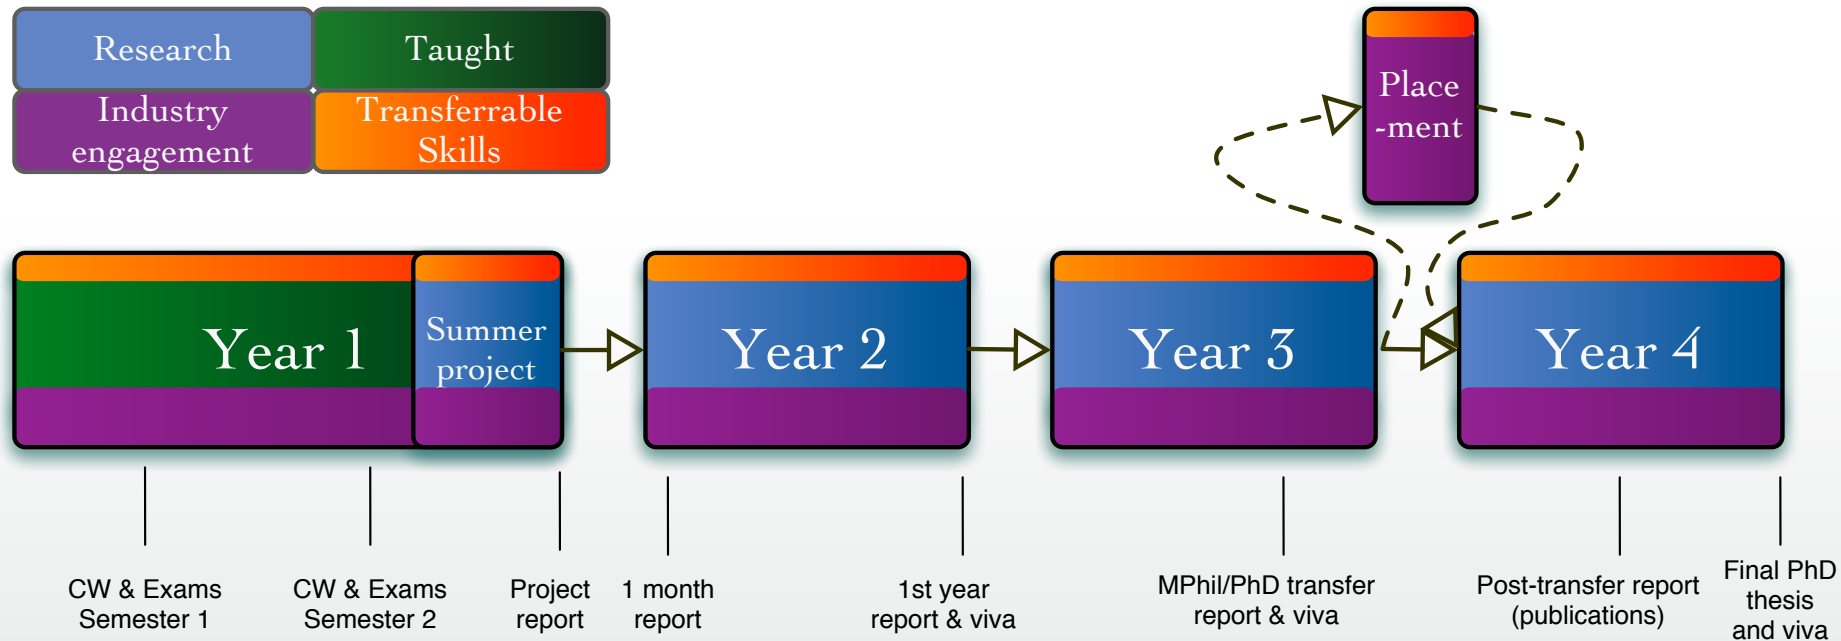 Research
Taught
Industry
engagement
Transferrable
Skills
Place
-ment
Year 1
Summer
project
Year 2
Year 3
Year 4
CW & Exams
Semester 1
CW & Exams
Semester 2
Project
report
1 month
report
1st year
report & viva
MPhil/PhD transfer
report & viva
Post-transfer report
(publications)
Final PhD
thesis
and viva